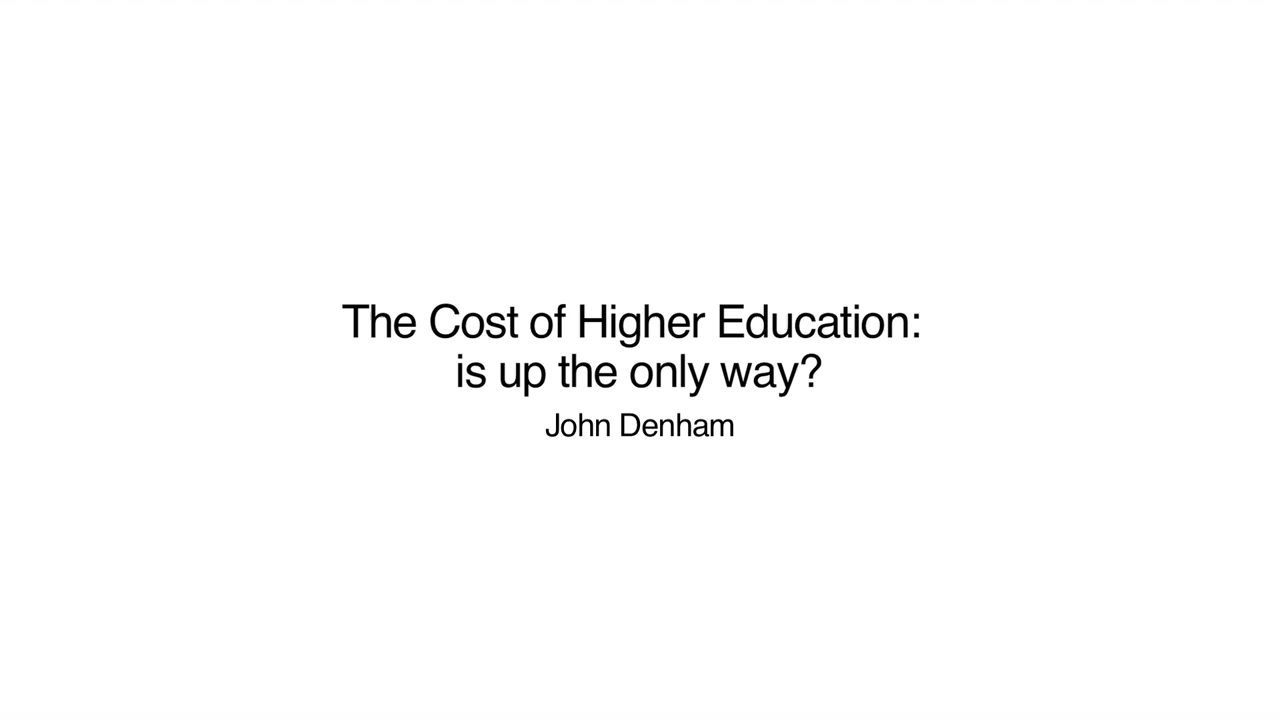 The Cost of Higher Education:
is up the only way?
John Denham